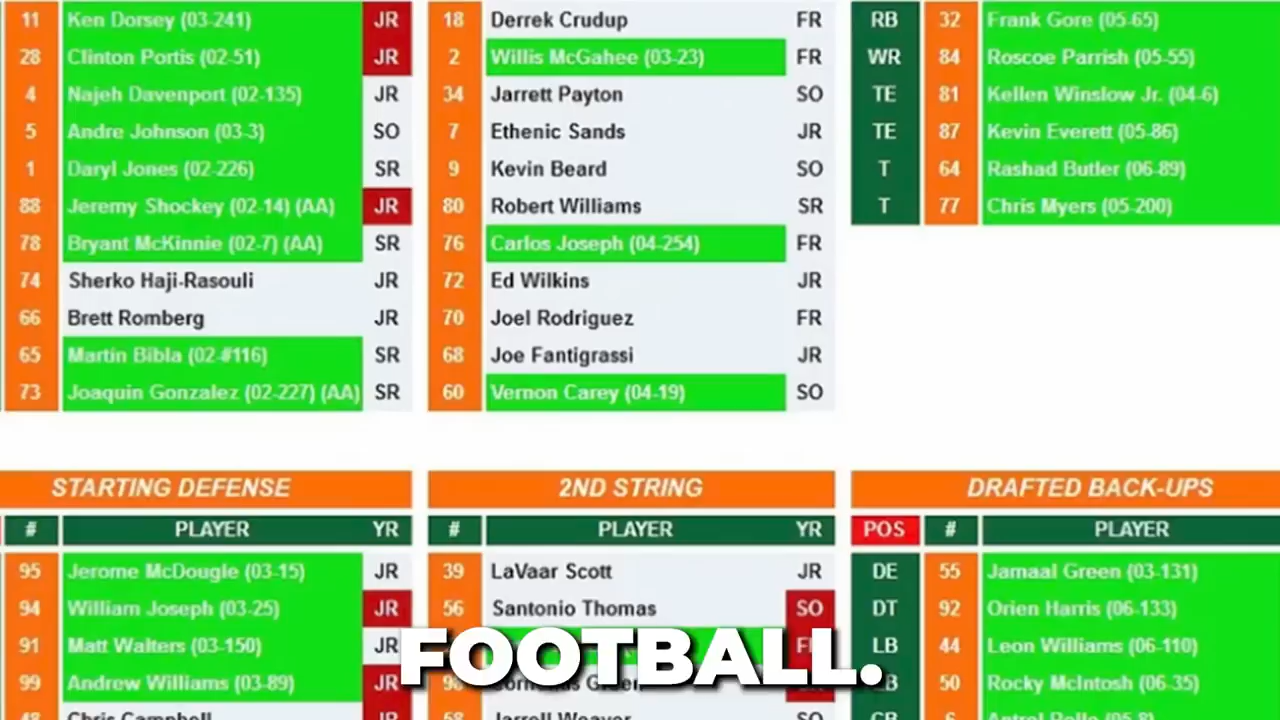 11 Ken Dorsey (03-241) JR 18 Derrek Crudup FR RB 32 Frank Gore (05-65)
28 Clinton Portis (02-51) JR 2 Willis McGahee (03-23) FR WR 84 Roscoe Parrish (05-55)
4 Najeh Davenport (02-135) JR 34 Jarrett Payton SO TE 81 Kellen Winslow Jr. (04-6)
5 Andre Johnson (03-3) SO 7 Ethenic Sands JR TE 87 Kevin Everett (05-86)
1 Daryl Jones (02-226) SR 9 Kevin Beard SO T 64 Rashad Butler (06-89)
88 Jeremy Shockey (02-14) (AA) JR 80 Robert Williams SR T 77 Chris Myers (05-200)
78 Bryant McKinnie (02-7) (AA) SR 76 Carlos Joseph (04-254) FR
74 Sherko Haji-Rasouli JR 72 Ed Wilkins JR
66 Brett Romberg JR 70 Joel Rodriguez FR
65 Martin Bibla (02-#116) SR 68 Joe Fantigrassi JR
73 Joaquin Gonzalez (02-227) (AA) SR 60 Vernon Carey (04-19) SO
STARTING DEFENSE 2ND STRING DRAFTED BACK-UPS
# PLAYER YR # PLAYER YR POS # PLAYER
95 Jerome McDougle (03-15) JR 39 LaVaar Scott JR DE 55 Jamaal Green (03-131)
94 William Joseph (03-25) JR 56 Santonio Thomas SO DT 92 Orien Harris (06-133)
91 Matt Walters (03-150) JR LB 44 Leon Williams (06-110)
99 Andrew Williams (03-89) JR Green 50 Rocky McIntosh (06-35)
Chris Campbell Jarrell Weaver SO
FOOTBALL.